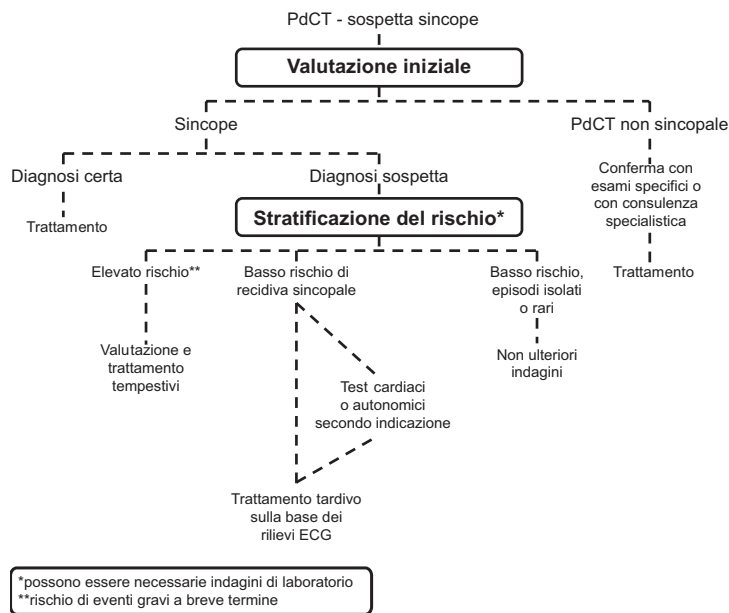 PdCT - sospetta sincope
Valutazione iniziale
Sincope
PdCT non sincopale
Diagnosi certa
Diagnosi sospetta
Conferma con
esami specifici o
con consulenza
specialistica
Trattamento
Stratificazione del rischio*
Elevato rischio**
Basso rischio di
recidiva sincopale
Basso rischio,
episodi isolati
o rari
Trattamento
Valutazione e
trattamento
tempestivi
Non ulteriori
indagini
Test cardiaci
o autonomici
secondo indicazione
Trattamento tardivo
sulla base dei
rilievi ECG
*possono essere necessarie indagini di laboratorio
**rischio di eventi gravi a breve termine